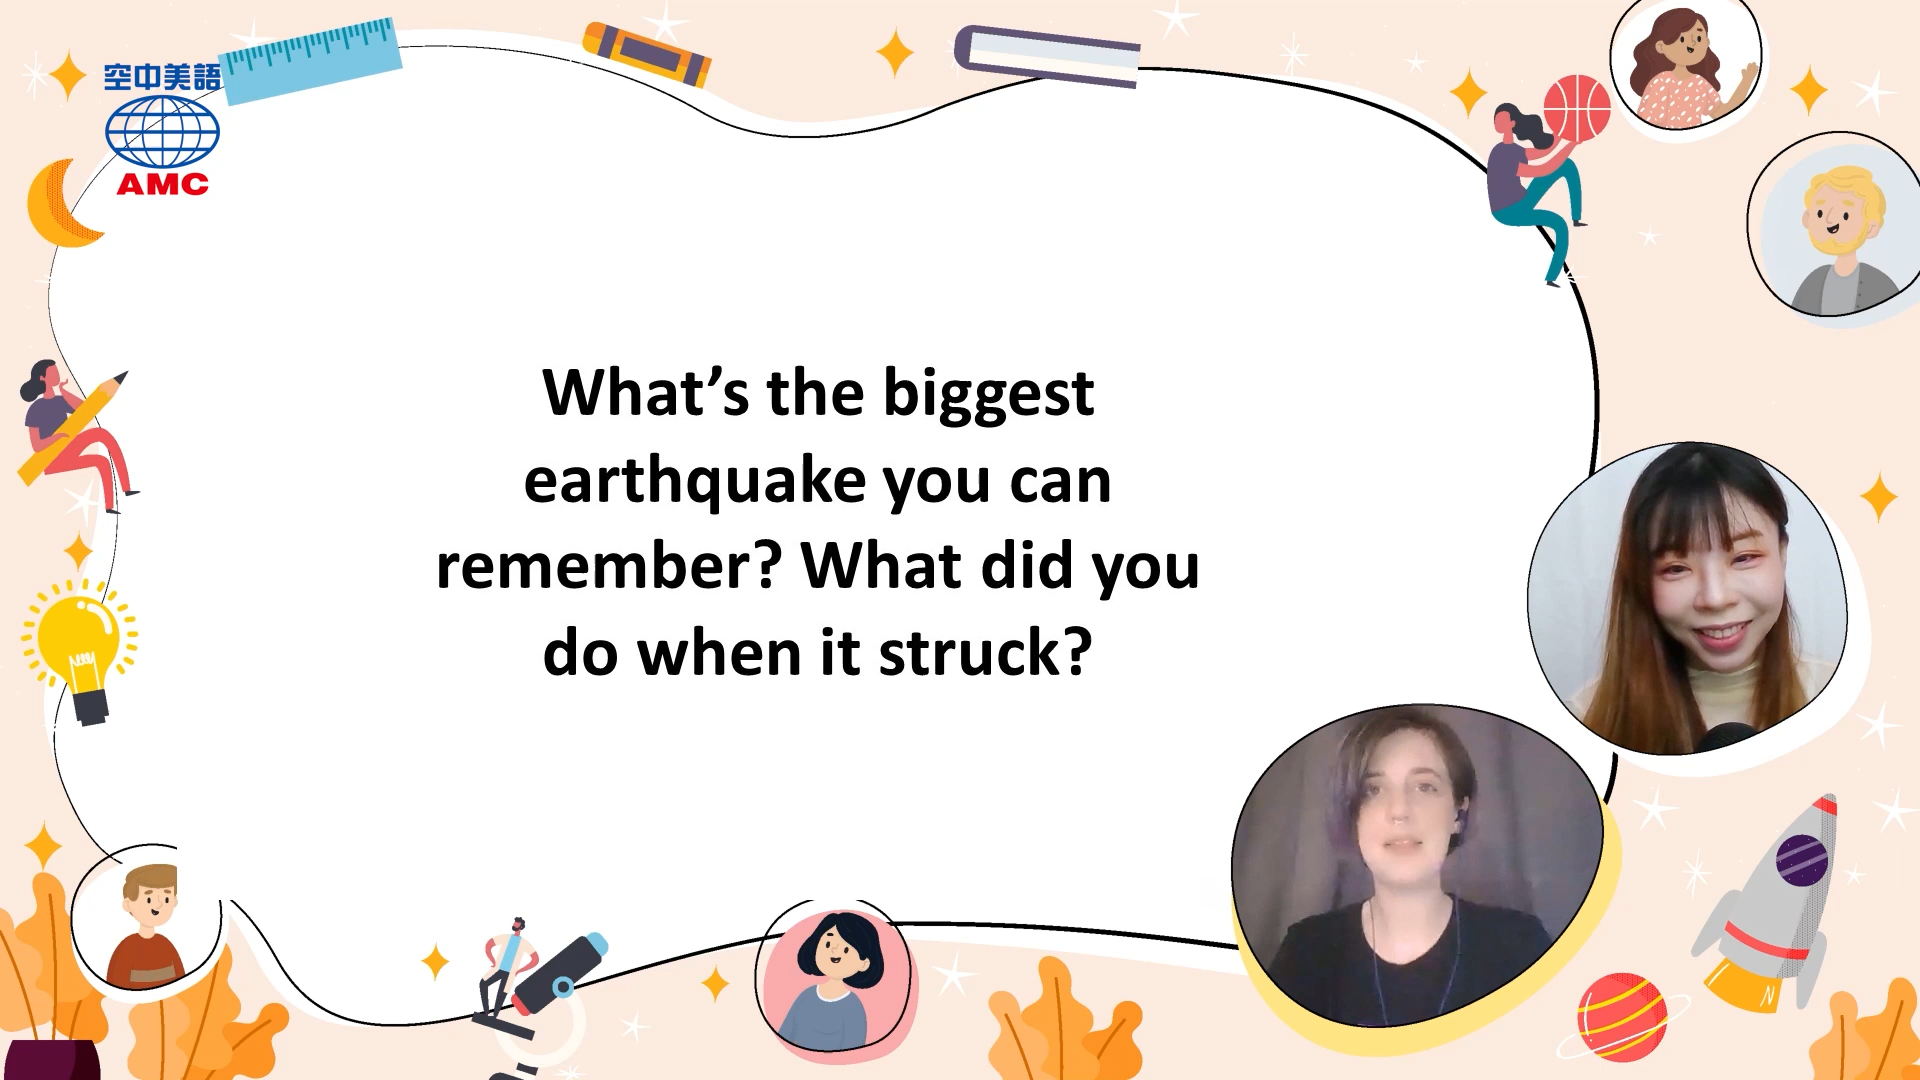 空中美語
AMC
What’s the biggest
earthquake you can
remember? What did you
do when it struck?